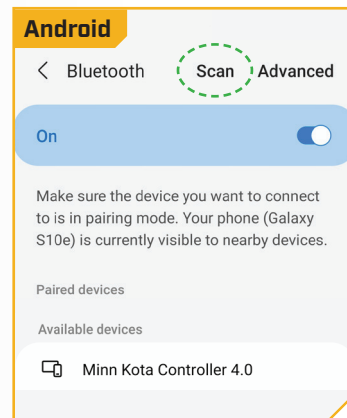 Android
Bluetooth Scan Advanced
On
Make sure the device you want to connect
to is in pairing mode. Your phone (Galaxy
S10e) is currently visible to nearby devices.
Paired devices
Available devices
Minn Kota Controller 4.0